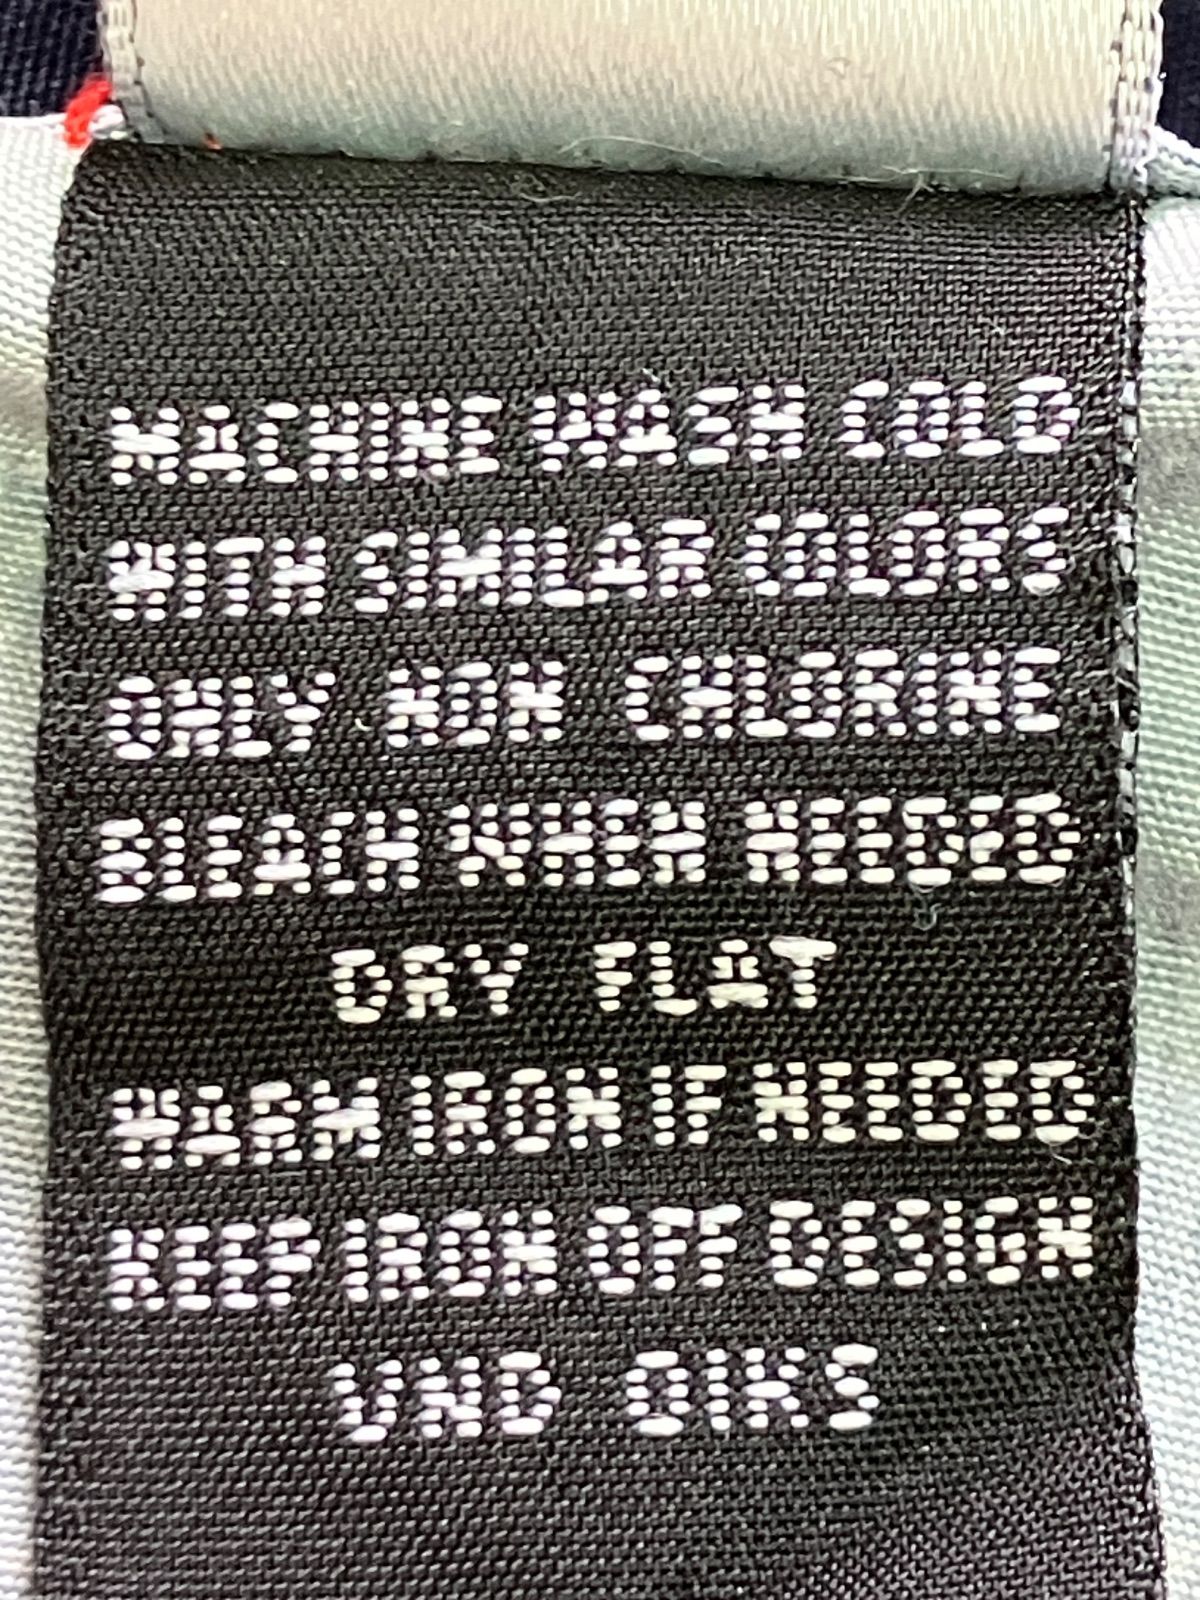 MACHINE WASH COLD
WITH SIMILAR COLORS
ONLY NON CHLORINE
BLEACH WHEN NEEDED
DRY FLAT
WARM IRON IF NEEDED
KEEP IRON OFF DESIGN
VND OIKS